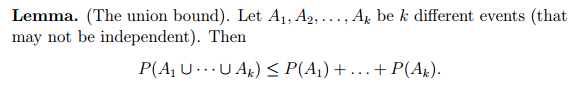 Lemma. (The union bound). Let A₁, A₂, . . . , Aₖ be k different events (that
may not be independent). Then
P(A₁ ∪ · · · ∪ Aₖ) ≤ P(A₁) + . . . + P(Aₖ).